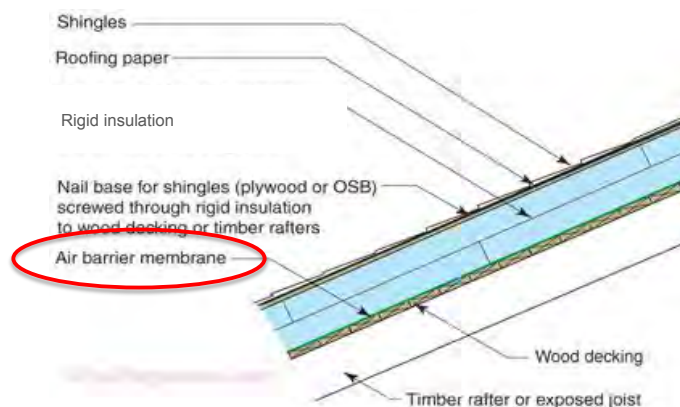 Shingles
Roofing paper
Rigid insulation
Nail base for shingles (plywood or OSB)
screwed through rigid insulation
to wood decking or timber rafters
Air barrier membrane
Wood decking
Timber rafter or exposed joist